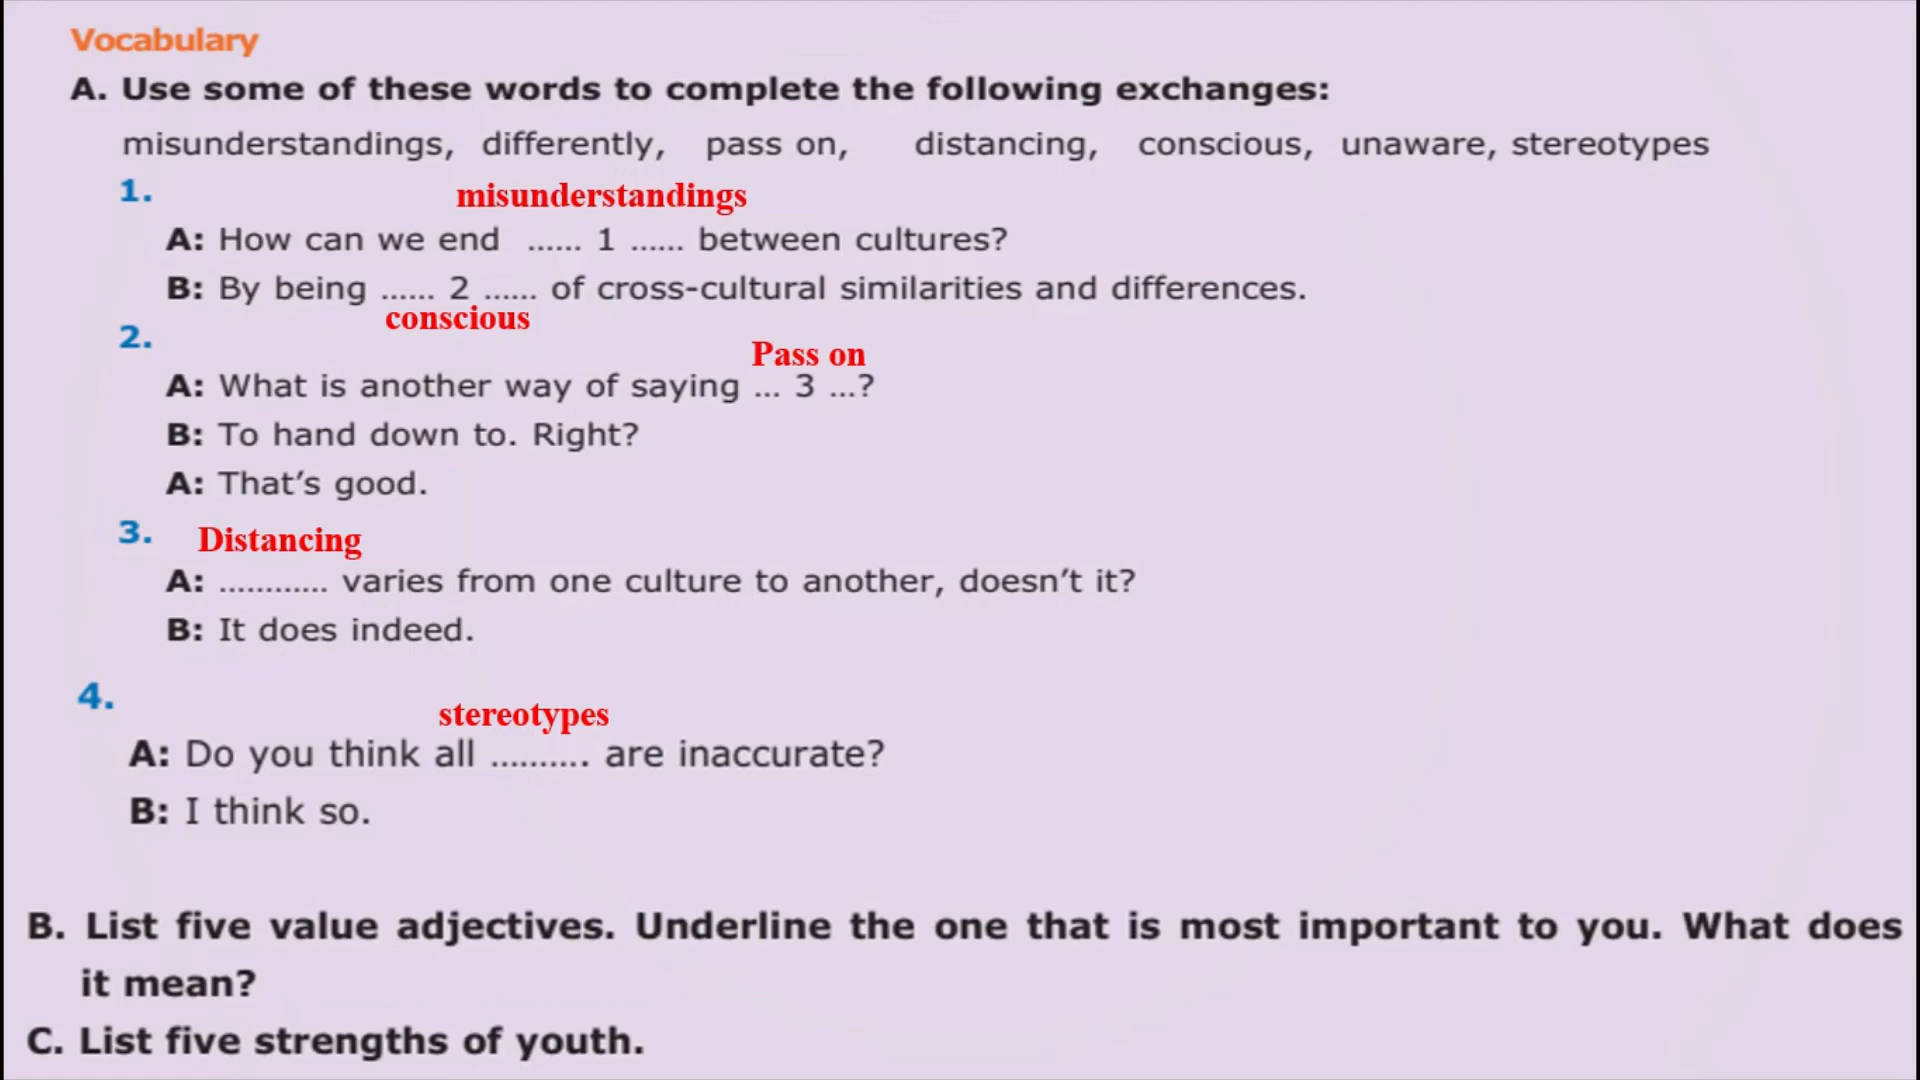 Vocabulary
A. Use some of these words to complete the following exchanges:
misunderstandings, differently, pass on, distancing, conscious, unaware, stereotypes
1.
misunderstandings
A: How can we end ...... 1 ...... between cultures?
B: By being ...... 2 ...... of cross-cultural similarities and differences.
conscious
2.
Pass on
A: What is another way of saying ... 3 ...?
B: To hand down to. Right?
A: That's good.
3.
Distancing
A: ............ varies from one culture to another, doesn't it?
B: It does indeed.
4.
stereotypes
A: Do you think all .......... are inaccurate?
B: I think so.
B. List five value adjectives. Underline the one that is most important to you. What does
it mean?
C. List five strengths of youth.